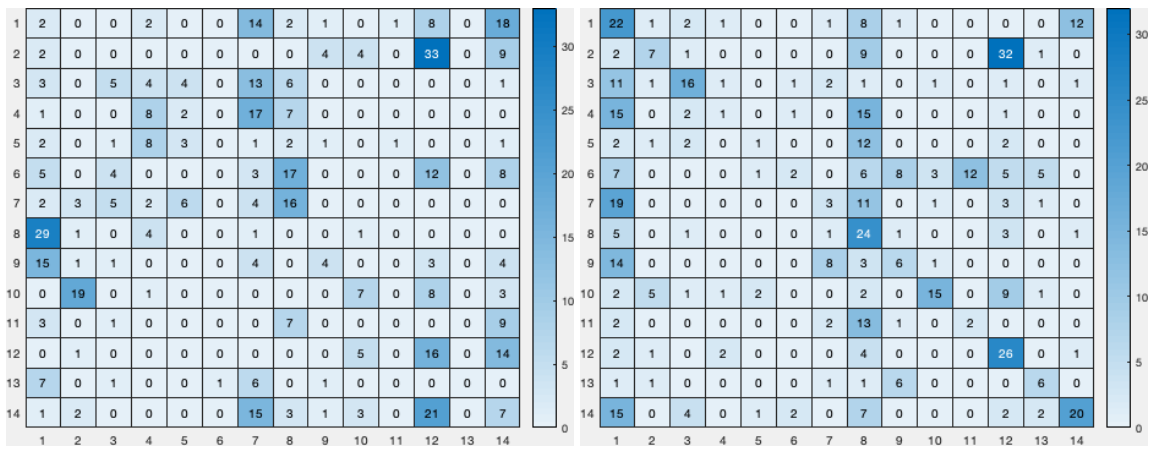 1 2 0 0 2 0 0 14 2 1 0 1 8 0 18
2 2 0 0 0 0 0 0 0 4 4 0 33 0 9
3 3 0 5 4 4 0 13 6 0 0 0 0 0 1
4 1 0 0 8 2 0 17 7 0 0 0 0 0 0
5 2 0 1 8 3 0 1 2 1 0 1 0 0 1
6 5 0 4 0 0 0 3 17 0 0 0 12 0 8
7 2 3 5 2 6 0 4 16 0 0 0 0 0 0
8 29 1 0 4 0 0 1 0 0 1 0 0 0 0
9 15 1 1 0 0 0 4 0 4 0 0 3 0 4
10 0 19 0 1 0 0 0 0 0 7 0 8 0 3
11 3 0 1 0 0 0 0 7 0 0 0 0 0 9
12 0 1 0 0 0 0 0 0 0 5 0 16 0 14
13 7 0 1 0 0 1 6 0 1 0 0 0 0 0
14 1 2 0 0 0 0 15 3 1 3 0 21 0 7
1 2 3 4 5 6 7 8 9 10 11 12 13 14
30
25
20
15
10
5
0
1 22 1 2 1 0 0 1 8 1 0 0 0 0 12
2 2 7 1 0 0 0 0 9 0 0 0 32 1 0
3 11 1 16 1 0 1 2 1 0 1 0 1 0 1
4 15 0 2 1 0 1 0 15 0 0 0 1 0 0
5 2 1 2 0 1 0 0 12 0 0 0 2 0 0
6 7 0 0 0 1 2 0 6 8 3 12 5 5 0
7 19 0 0 0 0 0 3 11 0 1 0 3 1 0
8 5 0 1 0 0 0 1 24 1 0 0 3 0 1
9 14 0 0 0 0 0 8 3 6 1 0 0 0 0
10 2 5 1 1 2 0 0 2 0 15 0 9 1 0
11 2 0 0 0 0 0 2 13 1 0 2 0 0 0
12 2 1 0 2 0 0 0 4 0 0 0 26 0 1
13 1 1 0 0 0 0 1 1 6 0 0 0 6 0
14 15 0 4 0 1 2 0 7 0 0 0 2 2 20
1 2 3 4 5 6 7 8 9 10 11 12 13 14
30
25
20
15
10
5
0